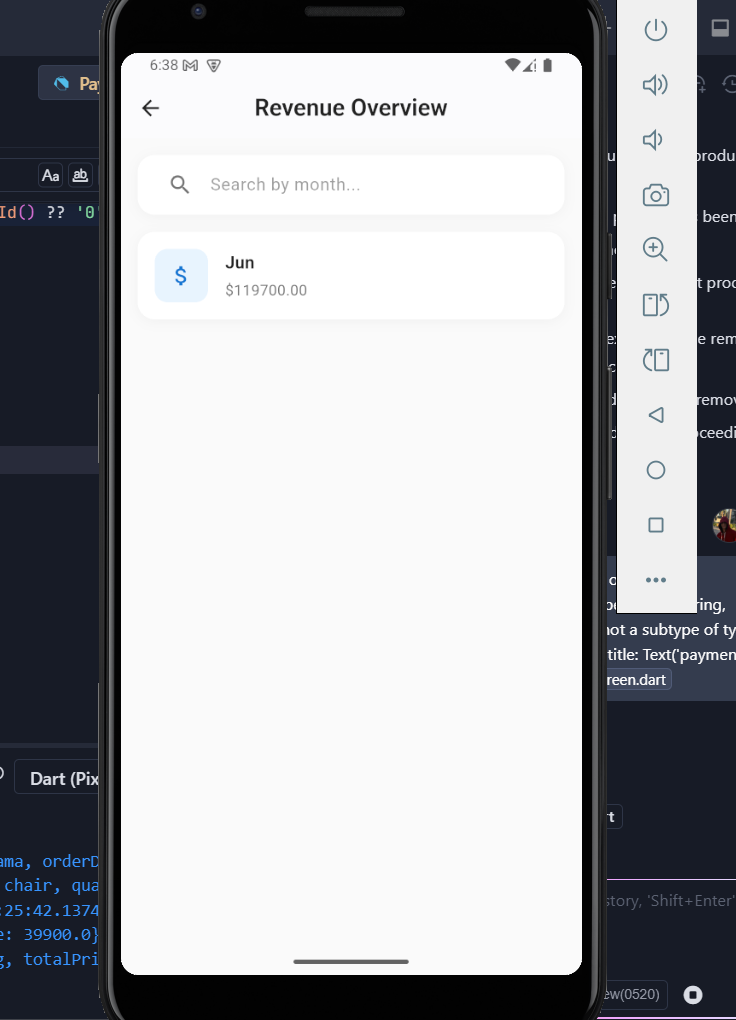 Pay
6:38
Revenue Overview
Aa ab
Id() ?? '0'
Search by month...
Jun
$
$119700.00
produ
been
t proc
e rem
remov
ceedi
ring,
not a subtype of ty
title: Text('paymen
reen.dart
Dart (Pix
rt
ama, orderD
chair, qua
:25:42.1374
e: 39900.0}
g, totalPri
story, 'Shift+Enter'
ew(0520)